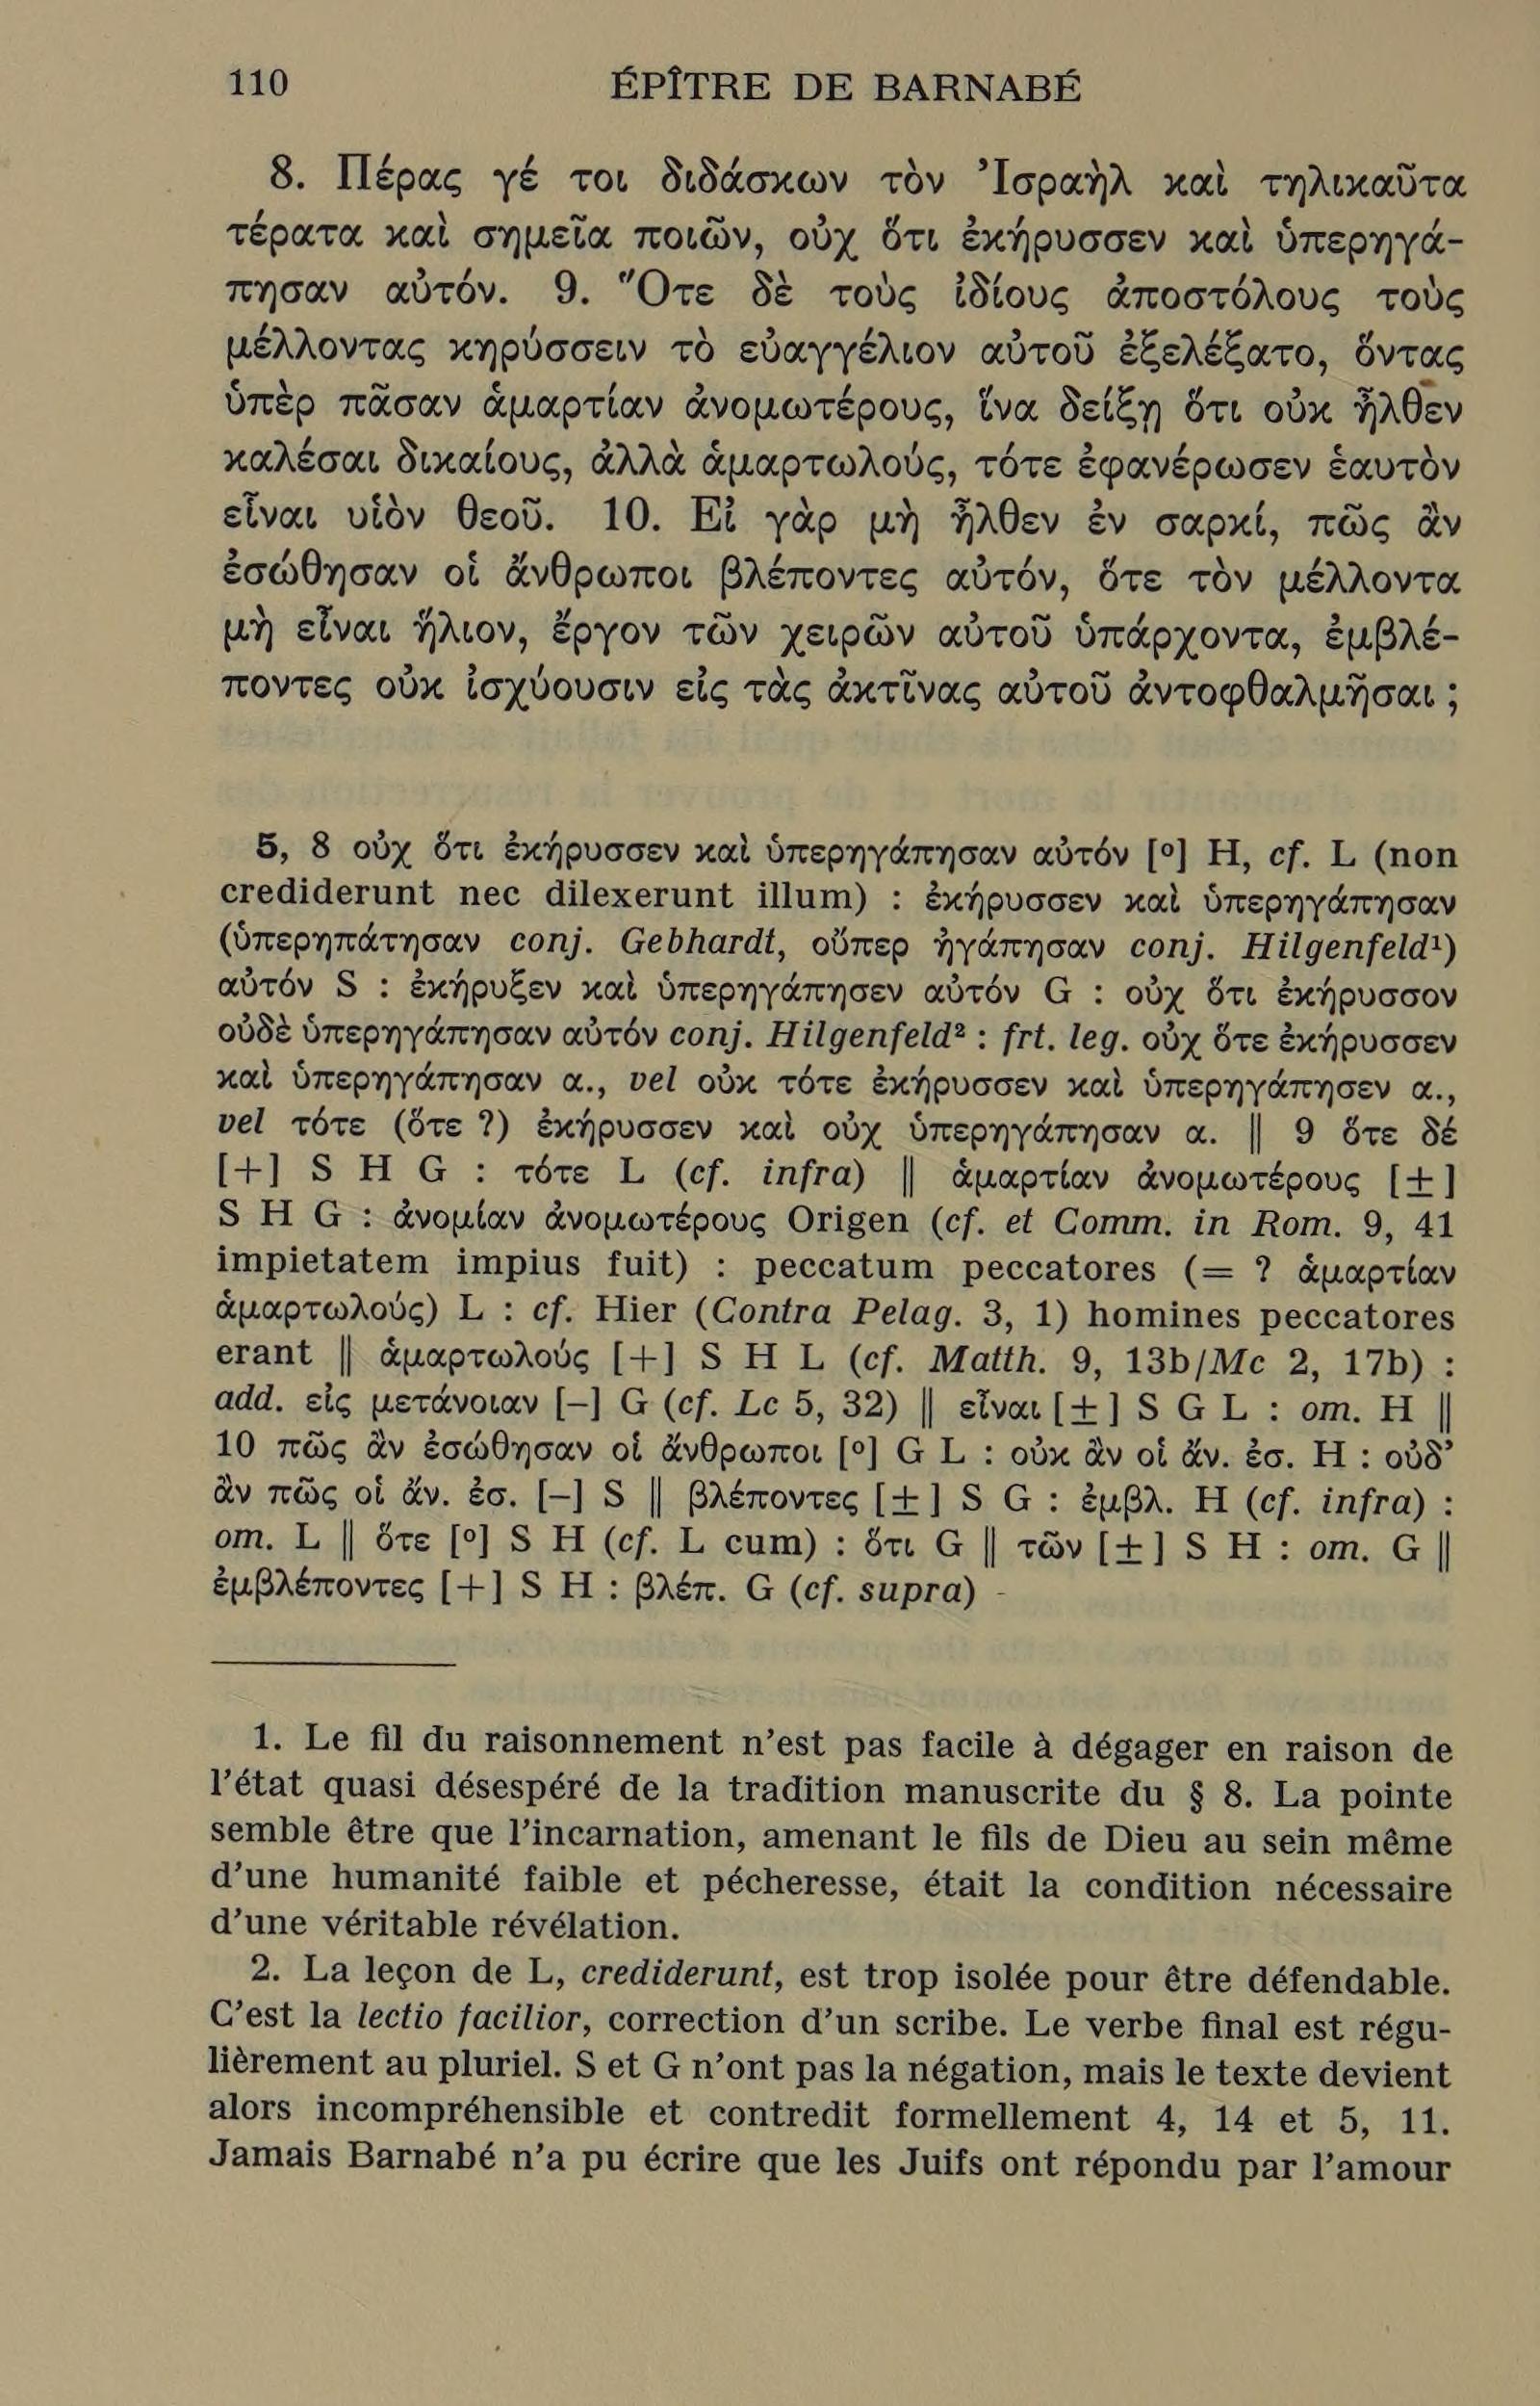 110
ÉPÎTRE DE BARNABÉ
8. Πέρας γέ τοι διδάσκων τὸν Ἰσραὴλ καὶ τηλικαῦτα
τέρατα καὶ σημεῖα ποιῶν, οὐχ ὅτι ἐκήρυσσεν καὶ ὑπερηγά-
πησαν αὐτόν. 9. Ὅτε δὲ τοὺς ἰδίους ἀποστόλους τοὺς
μέλλοντας κηρύσσειν τὸ εὐαγγέλιον αὐτοῦ ἐξελέξατο, ὄντας
ὑπὲρ πᾶσαν ἁμαρτίαν ἀνομωτέρους, ἵνα δείξῃ ὅτι οὐκ ἦλθεν
καλέσαι δικαίους, ἀλλὰ ἁμαρτωλούς, τότε ἐφανέρωσεν ἑαυτὸν
εἶναι υἱὸν θεοῦ. 10. Εἰ γὰρ μὴ ἦλθεν ἐν σαρκί, πῶς ἂν
ἐσώθησαν οἱ ἄνθρωποι βλέποντες αὐτόν, ὅτε τὸν μέλλοντα
μὴ εἶναι ἥλιον, ἔργον τῶν χειρῶν αὐτοῦ ὑπάρχοντα, ἐμβλέ-
ποντες οὐκ ἰσχύουσιν εἰς τὰς ἀκτῖνας αὐτοῦ ἀντοφθαλμῆσαι ;
5, 8 οὐχ ὅτι ἐκήρυσσεν καὶ ὑπερηγάπησαν αὐτόν [º] H, cf. L (non
crediderunt nec dilexerunt illum) : ἐκήρυσσεν καὶ ὑπερηγάπησαν
(ὑπερηπάτησαν conj. Gebhardt, οὕπερ ἠγάπησαν conj. Hilgenfeld¹)
αὐτόν S : ἐκήρυξεν καὶ ὑπερηγάπησεν αὐτόν G : οὐχ ὅτι ἐκήρυσσον
οὐδὲ ὑπερηγάπησαν αὐτόν conj. Hilgenfeld² : frt. leg. οὐχ ὅτε ἐκήρυσσεν
καὶ ὑπερηγάπησαν α., vel οὐκ τότε ἐκήρυσσεν καὶ ὑπερηγάπησεν α.,
vel τότε (ὅτε ?) ἐκήρυσσεν καὶ οὐχ ὑπερηγάπησαν α. || 9 ὅτε δέ
[+] S H G : τότε L (cf. infra) || ἁμαρτίαν ἀνομωτέρους [±]
S H G : ἀνομίαν ἀνομωτέρους Origen (cf. et Comm. in Rom. 9, 41
impietatem impius fuit) : peccatum peccatores (= ? ἁμαρτίαν
ἁμαρτωλούς) L : cf. Hier (Contra Pelag. 3, 1) homines peccatores
erant || ἁμαρτωλούς [+] S H L (cf. Matth. 9, 13b/Mc 2, 17b) :
add. εἰς μετάνοιαν [–] G (cf. Lc 5, 32) || εἶναι [±] S G L : om. H ||
10 πῶς ἂν ἐσώθησαν οἱ ἄνθρωποι [º] G L : οὐκ ἂν οἱ ἄν. ἐσ. H : οὐδ’
ἂν πῶς οἱ ἄν. ἐσ. [–] S || βλέποντες [±] S G : ἐμβλ. H (cf. infra) :
om. L || ὅτε [º] S H (cf. L cum) : ὅτι G || τῶν [±] S H : om. G ||
ἐμβλέποντες [+] S H : βλέπ. G (cf. supra)
1. Le fil du raisonnement n’est pas facile à dégager en raison de
l’état quasi désespéré de la tradition manuscrite du § 8. La pointe
semble être que l’incarnation, amenant le fils de Dieu au sein même
d’une humanité faible et pécheresse, était la condition nécessaire
d’une véritable révélation.
2. La leçon de L, crediderunt, est trop isolée pour être défendable.
C’est la lectio facilior, correction d’un scribe. Le verbe final est régu-
lièrement au pluriel. S et G n’ont pas la négation, mais le texte devient
alors incompréhensible et contredit formellement 4, 14 et 5, 11.
Jamais Barnabé n’a pu écrire que les Juifs ont répondu par l’amour